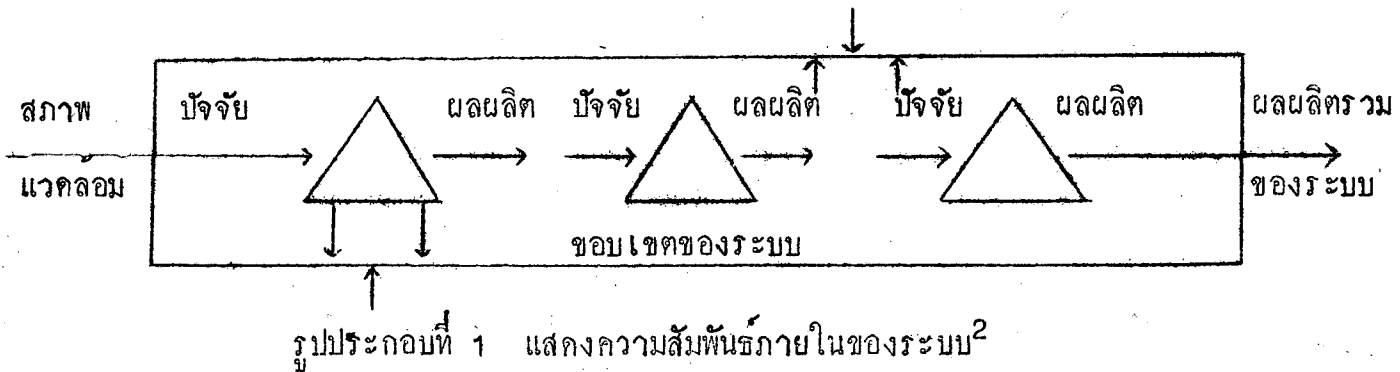 สภาพ ปัจจัย ผลผลิต ปัจจัย ผลผลิต ปัจจัย ผลผลิต ผลผลิตรวม
แวดลอม ของระบบ
ขอบเขตของระบบ
รูปประกอบที่ 1 แสดงความสัมพันธ์ภายในของระบบ²